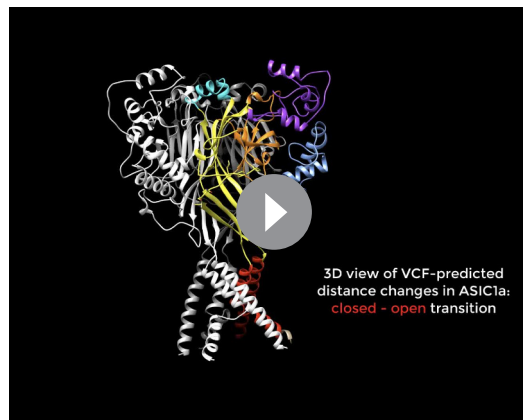 3D view of VCF-predicted
distance changes in ASIC1a:
closed - open transition